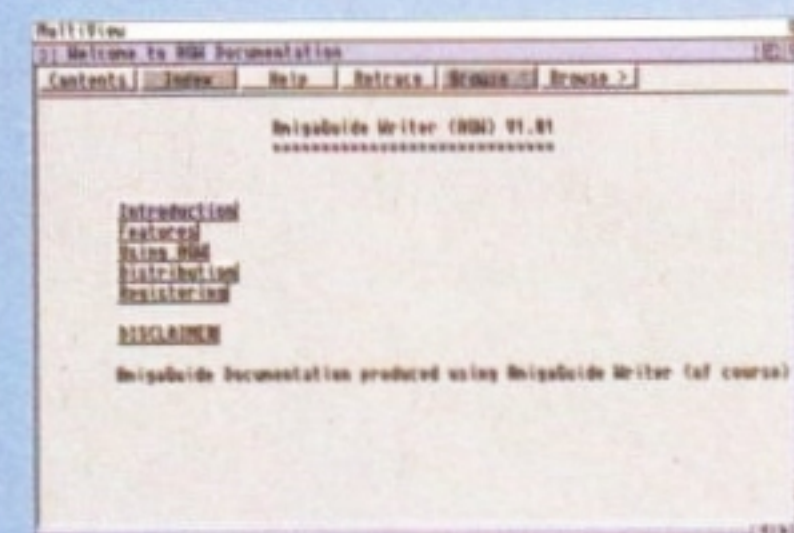 MultiView
Welcome to AGW Documentation
Contents Index Help Retrace Browse < Browse >
AmigaGuide Writer (AGW) V1.01
Introduction
Features
Using AGW
Distribution
Registering
DISCLAIMER
AmigaGuide Documentation produced using AmigaGuide Writer (of course)